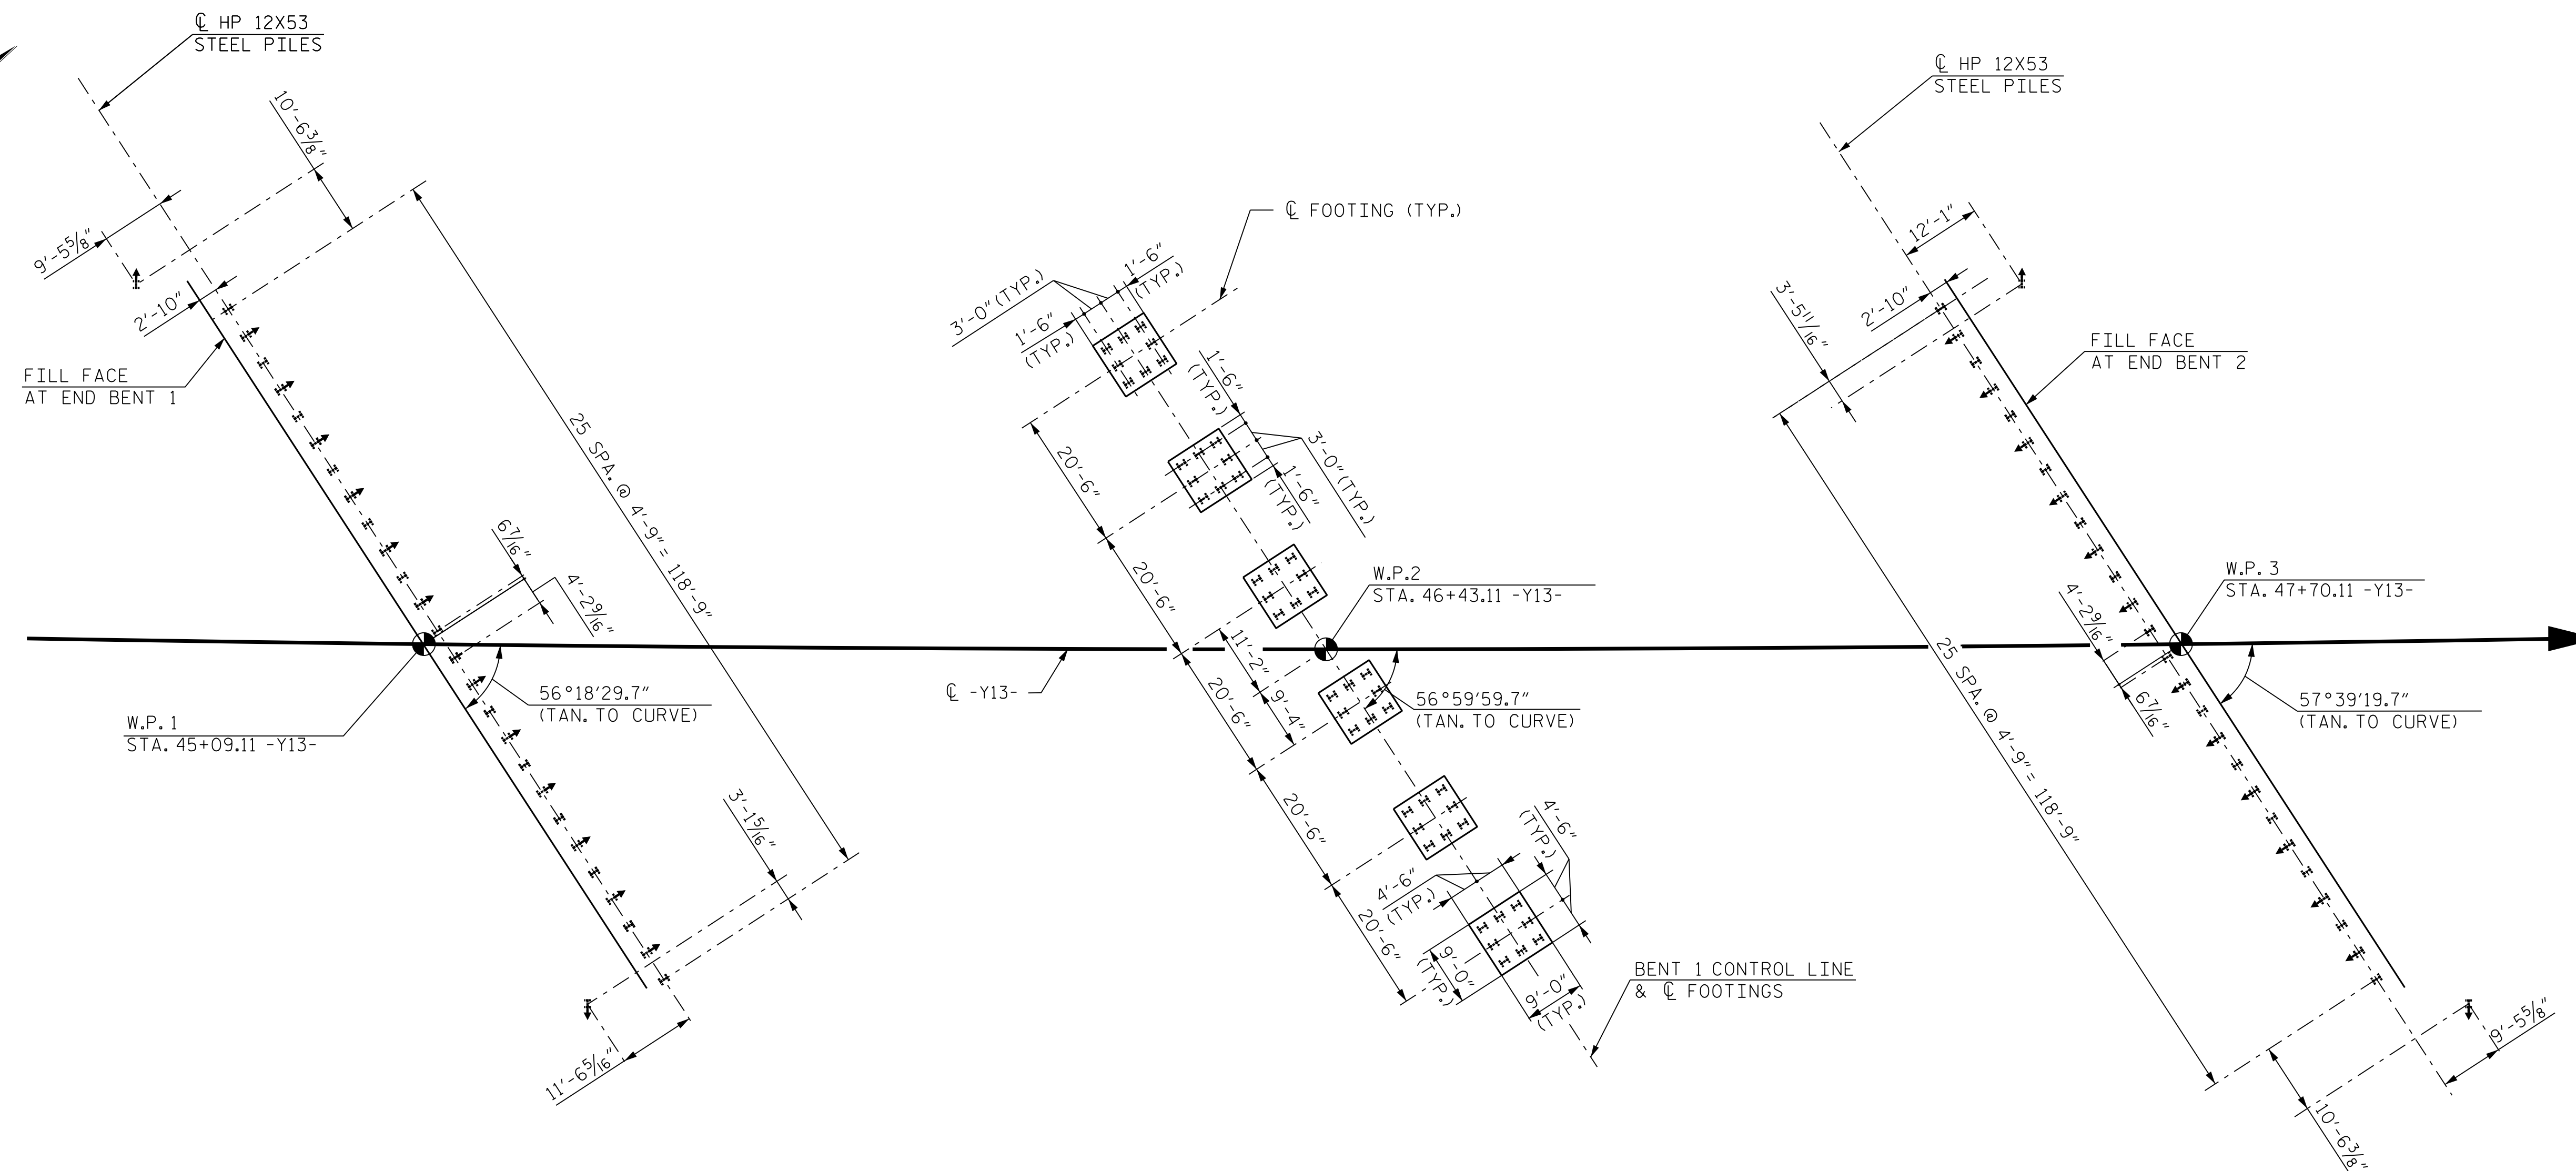 ℄ HP 12X53
STEEL PILES
10'-6 3/8"
9'-5 5/8"
2'-10"
FILL FACE
AT END BENT 1
25 SPA. @ 4'-9" = 118'-9"
6 7/16"
4'-2 9/16"
56°18'29.7"
(TAN. TO CURVE)
W.P. 1
STA. 45+09.11 -Y13-
3'-1 5/16"
11'-6 5/16"
℄ FOOTING (TYP.)
1'-6"
(TYP.)
3'-0" (TYP.)
1'-6"
(TYP.)
1'-6"
(TYP.)
3'-0" (TYP.)
1'-6"
(TYP.)
20'-6"
20'-6"
W.P.2
STA. 46+43.11 -Y13-
11'-2"
9'-4"
20'-6"
℄ -Y13-
56°59'59.7"
(TAN. TO CURVE)
20'-6"
20'-6"
4'-6"
(TYP.)
4'-6"
(TYP.)
9'-0"
(TYP.)
9'-0"
(TYP.)
BENT 1 CONTROL LINE
& ℄ FOOTINGS
℄ HP 12X53
STEEL PILES
12'-1"
3'-5 11/16"
2'-10"
FILL FACE
AT END BENT 2
W.P. 3
STA. 47+70.11 -Y13-
4'-2 9/16"
6 7/16"
57°39'19.7"
(TAN. TO CURVE)
25 SPA. @ 4'-9" = 118'-9"
9'-5 5/8"
10'-6 3/8"